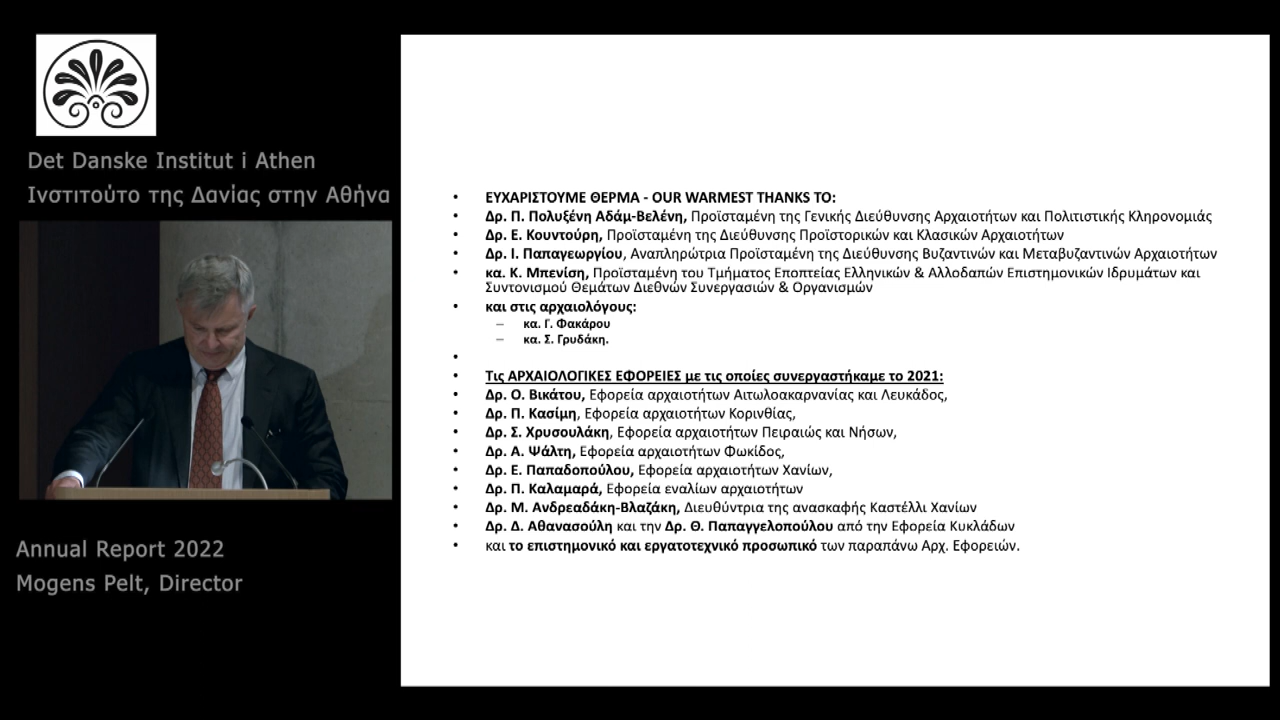 Det Danske Institut i Athen
Ινστιτούτο της Δανίας στην Αθήνα
Annual Report 2022
Mogens Pelt, Director
• ΕΥΧΑΡΙΣΤΟΥΜΕ ΘΕΡΜΑ - OUR WARMEST THANKS TO:
• Δρ. Π. Πολυξένη Αδάμ-Βελένη, Προϊσταμένη της Γενικής Διεύθυνσης Αρχαιοτήτων και Πολιτιστικής Κληρονομιάς
• Δρ. Ε. Κουντούρη, Προϊσταμένη της Διεύθυνσης Προϊστορικών και Κλασικών Αρχαιοτήτων
• Δρ. Ι. Παπαγεωργίου, Αναπληρώτρια Προϊσταμένη της Διεύθυνσης Βυζαντινών και Μεταβυζαντινών Αρχαιοτήτων
• κα. Κ. Μπενίση, Προϊσταμένη του Τμήματος Εποπτείας Ελληνικών & Αλλοδαπών Επιστημονικών Ιδρυμάτων και
Συντονισμού Θεμάτων Διεθνών Συνεργασιών & Οργανισμών
• και στις αρχαιολόγους:
– κα. Γ. Φακάρου
– κα. Σ. Γρυδάκη.
•
• Τις ΑΡΧΑΙΟΛΟΓΙΚΕΣ ΕΦΟΡΕΙΕΣ με τις οποίες συνεργαστήκαμε το 2021:
• Δρ. Ο. Βικάτου, Εφορεία αρχαιοτήτων Αιτωλοακαρνανίας και Λευκάδος,
• Δρ. Π. Κασίμη, Εφορεία αρχαιοτήτων Κορινθίας,
• Δρ. Σ. Χρυσουλάκη, Εφορεία αρχαιοτήτων Πειραιώς και Νήσων,
• Δρ. Α. Ψάλτη, Εφορεία αρχαιοτήτων Φωκίδος,
• Δρ. Ε. Παπαδοπούλου, Εφορεία αρχαιοτήτων Χανίων,
• Δρ. Π. Καλαμαρά, Εφορεία εναλίων αρχαιοτήτων
• Δρ. Μ. Ανδρεαδάκη-Βλαζάκη, Διευθύντρια της ανασκαφής Καστέλλι Χανίων
• Δρ. Δ. Αθανασούλη και την Δρ. Θ. Παπαγγελοπούλου από την Εφορεία Κυκλάδων
• και το επιστημονικό και εργατοτεχνικό προσωπικό των παραπάνω Αρχ. Εφορειών.